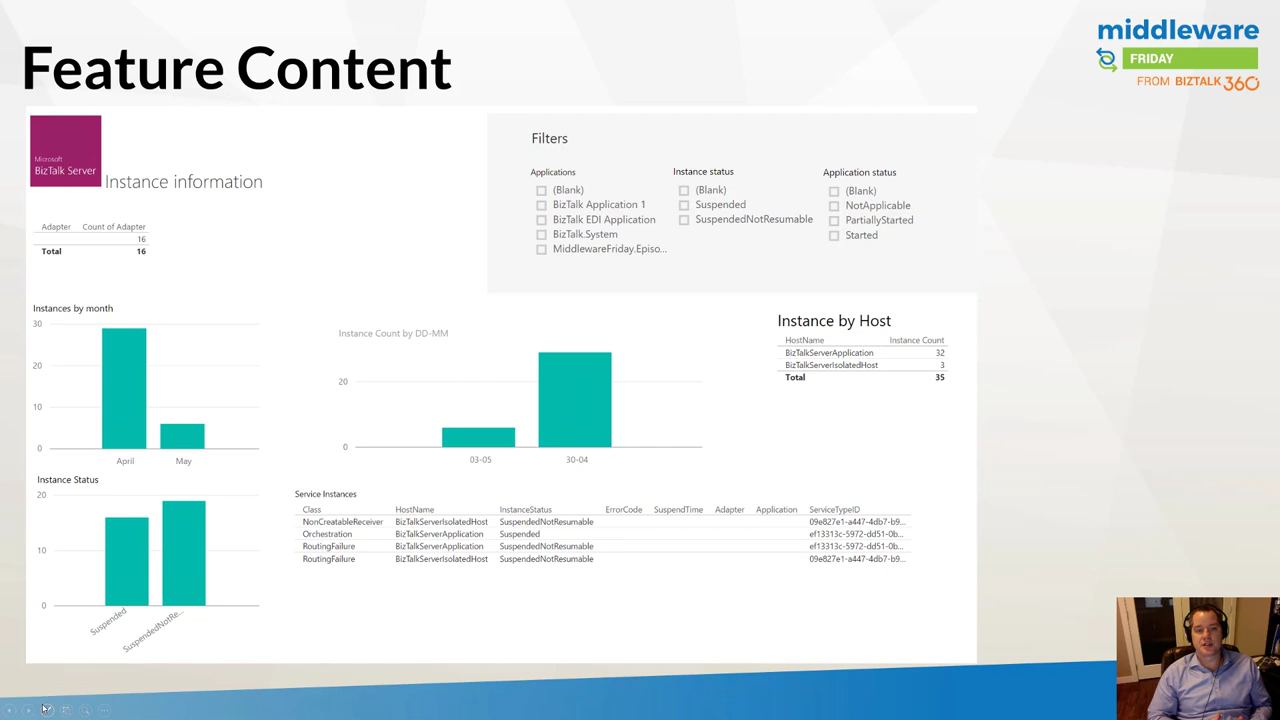 Feature Content
middleware
FRIDAY
FROM BIZTALK360
Microsoft
BizTalk Server
Instance information
Adapter Count of Adapter
16
Total 16
Filters
Applications
(Blank)
BizTalk Application 1
BizTalk EDI Application
BizTalk.System
MiddlewareFriday.Episo...
Instance status
(Blank)
Suspended
SuspendedNotResumable
Application status
(Blank)
NotApplicable
PartiallyStarted
Started
Instances by month
30
20
10
0
April May
Instance Count by DD-MM
20
0
03-05 30-04
Instance by Host
HostName Instance Count
BizTalkServerApplication 32
BizTalkServerIsolatedHost 3
Total 35
Instance Status
20
10
0
Suspended SuspendedNotRe...
Service Instances
Class HostName InstanceStatus ErrorCode SuspendTime Adapter Application ServiceTypeID
NonCreatableReceiver BizTalkServerIsolatedHost SuspendedNotResumable 09e827e1-a447-4db7-b9...
Orchestration BizTalkServerApplication Suspended ef13313c-5972-dd51-0b...
RoutingFailure BizTalkServerApplication SuspendedNotResumable ef13313c-5972-dd51-0b...
RoutingFailure BizTalkServerIsolatedHost SuspendedNotResumable 09e827e1-a447-4db7-b9...